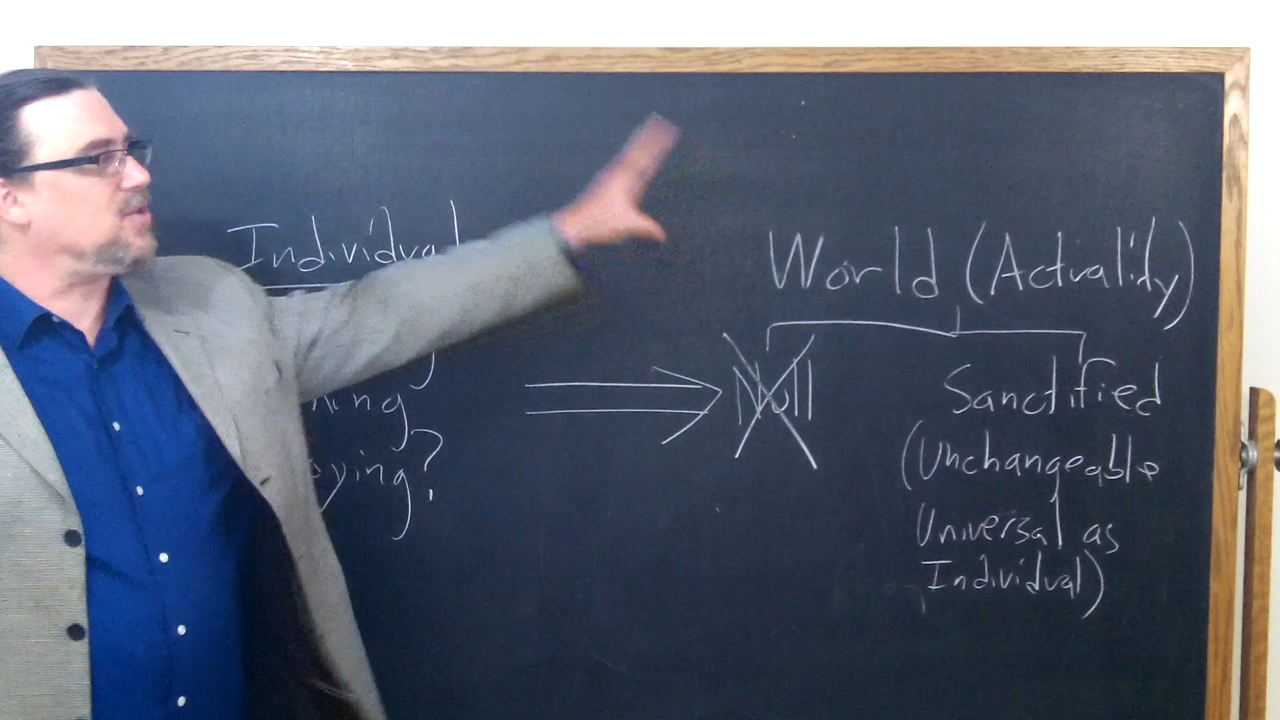 Individual
World (Actuality)
Null
Sanctified
(Unchangeable
Universal as
Individual)